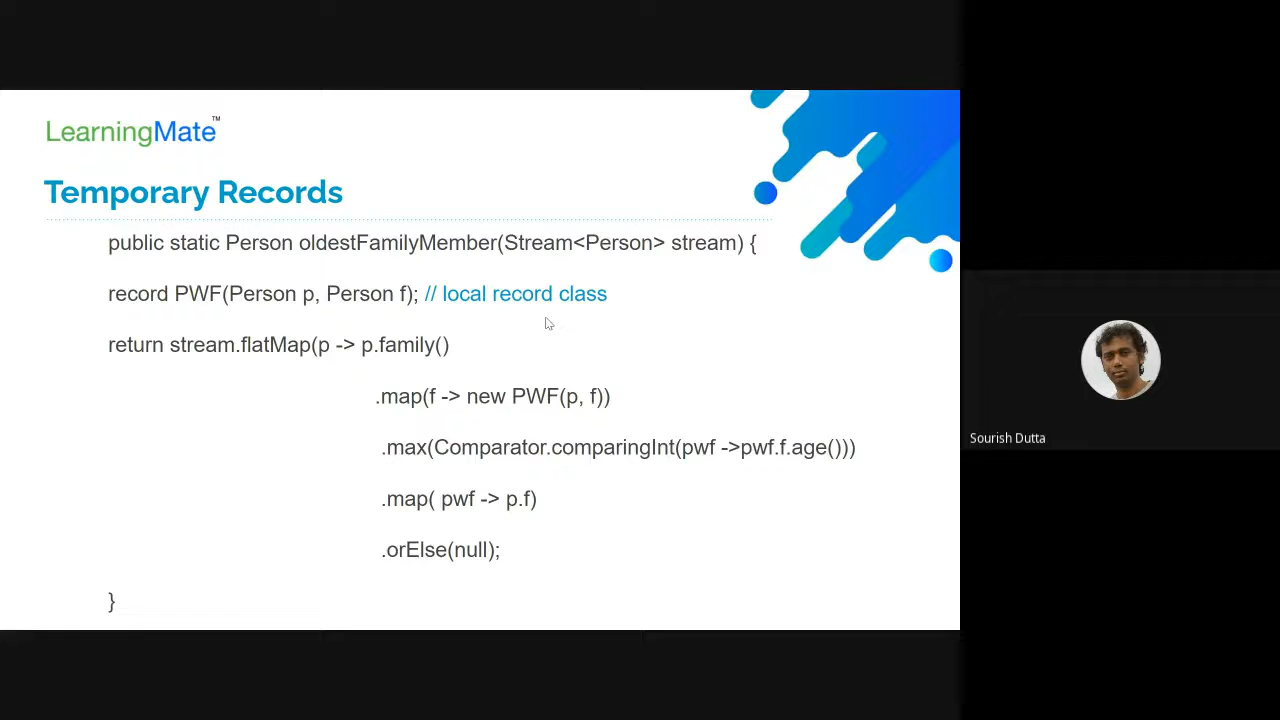 LearningMate™
Temporary Records
public static Person oldestFamilyMember(Stream<Person> stream) {
record PWF(Person p, Person f); // local record class
return stream.flatMap(p -> p.family()
.map(f -> new PWF(p, f))
.max(Comparator.comparingInt(pwf ->pwf.f.age()))
.map( pwf -> p.f)
.orElse(null);
}
Sourish Dutta